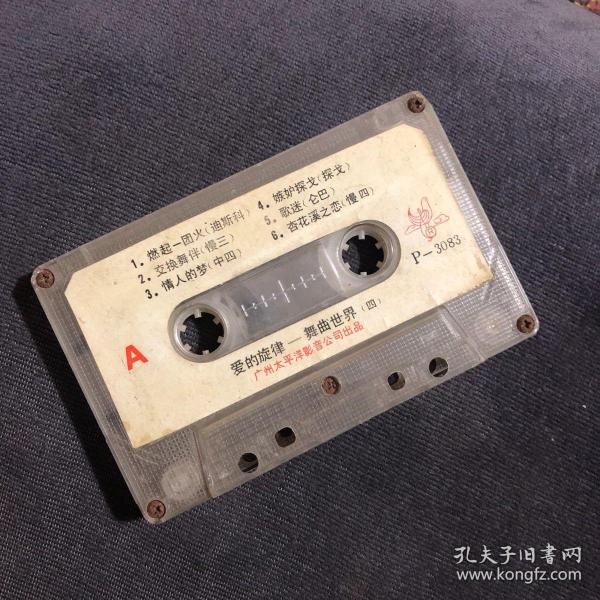 1. 燃起一团火(迪斯科)
2. 交换舞伴(慢三)
3. 情人的梦(中四)
4. 嫉妒探戈(探戈)
5. 歌迷(仑巴)
6. 杏花溪之恋(慢四)
P-3083
A
爱的旋律—舞曲世界(四)
广州太平洋影音公司出品
孔夫子旧書网
www.kongfz.com